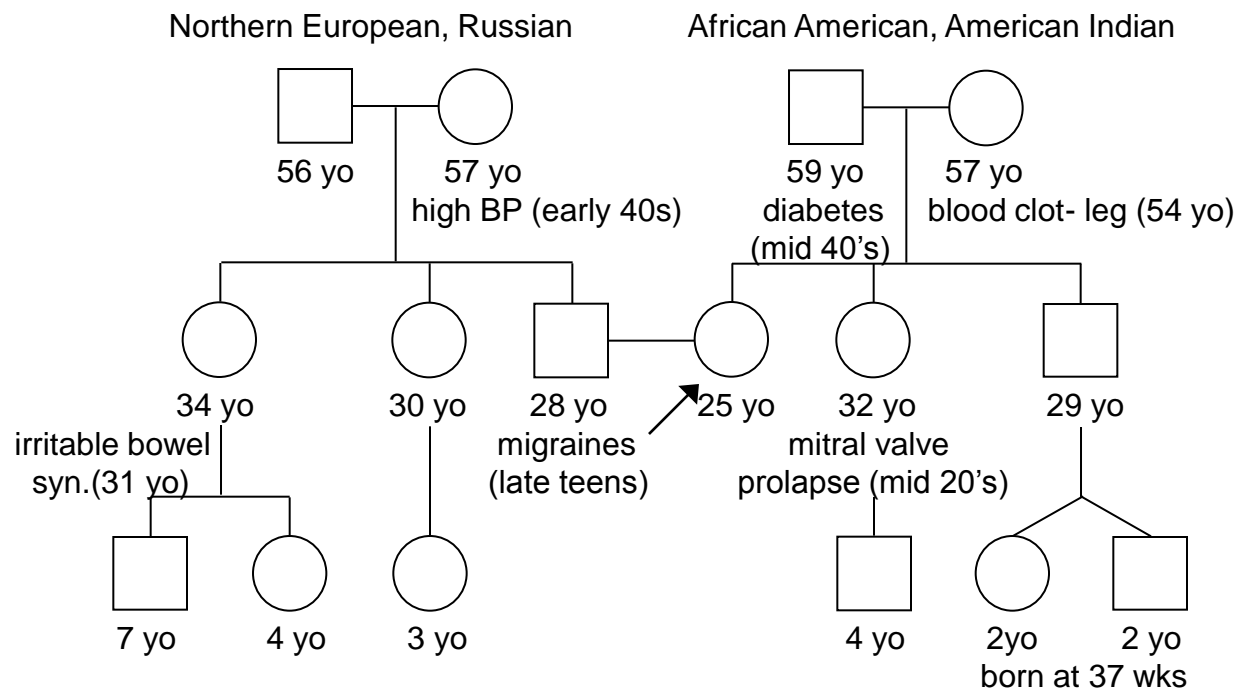 Northern European, Russian
African American, American Indian
56 yo
57 yo
high BP (early 40s)
59 yo
diabetes
(mid 40's)
57 yo
blood clot- leg (54 yo)
34 yo
irritable bowel
syn.(31 yo)
30 yo
28 yo
migraines
(late teens)
25 yo
32 yo
mitral valve
prolapse (mid 20's)
29 yo
7 yo
4 yo
3 yo
4 yo
2yo
2 yo
born at 37 wks